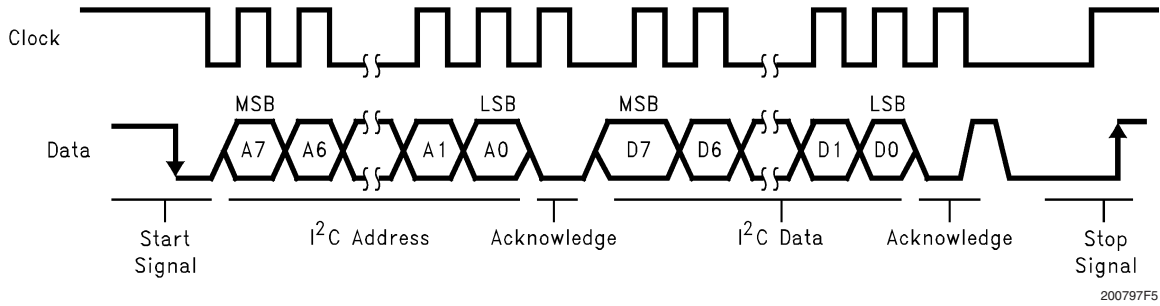 Clock
MSB
LSB
MSB
LSB
Data
A7
A6
A1
A0
D7
D6
D1
D0
Start
Signal
I²C Address
Acknowledge
I²C Data
Acknowledge
Stop
Signal
200797F5